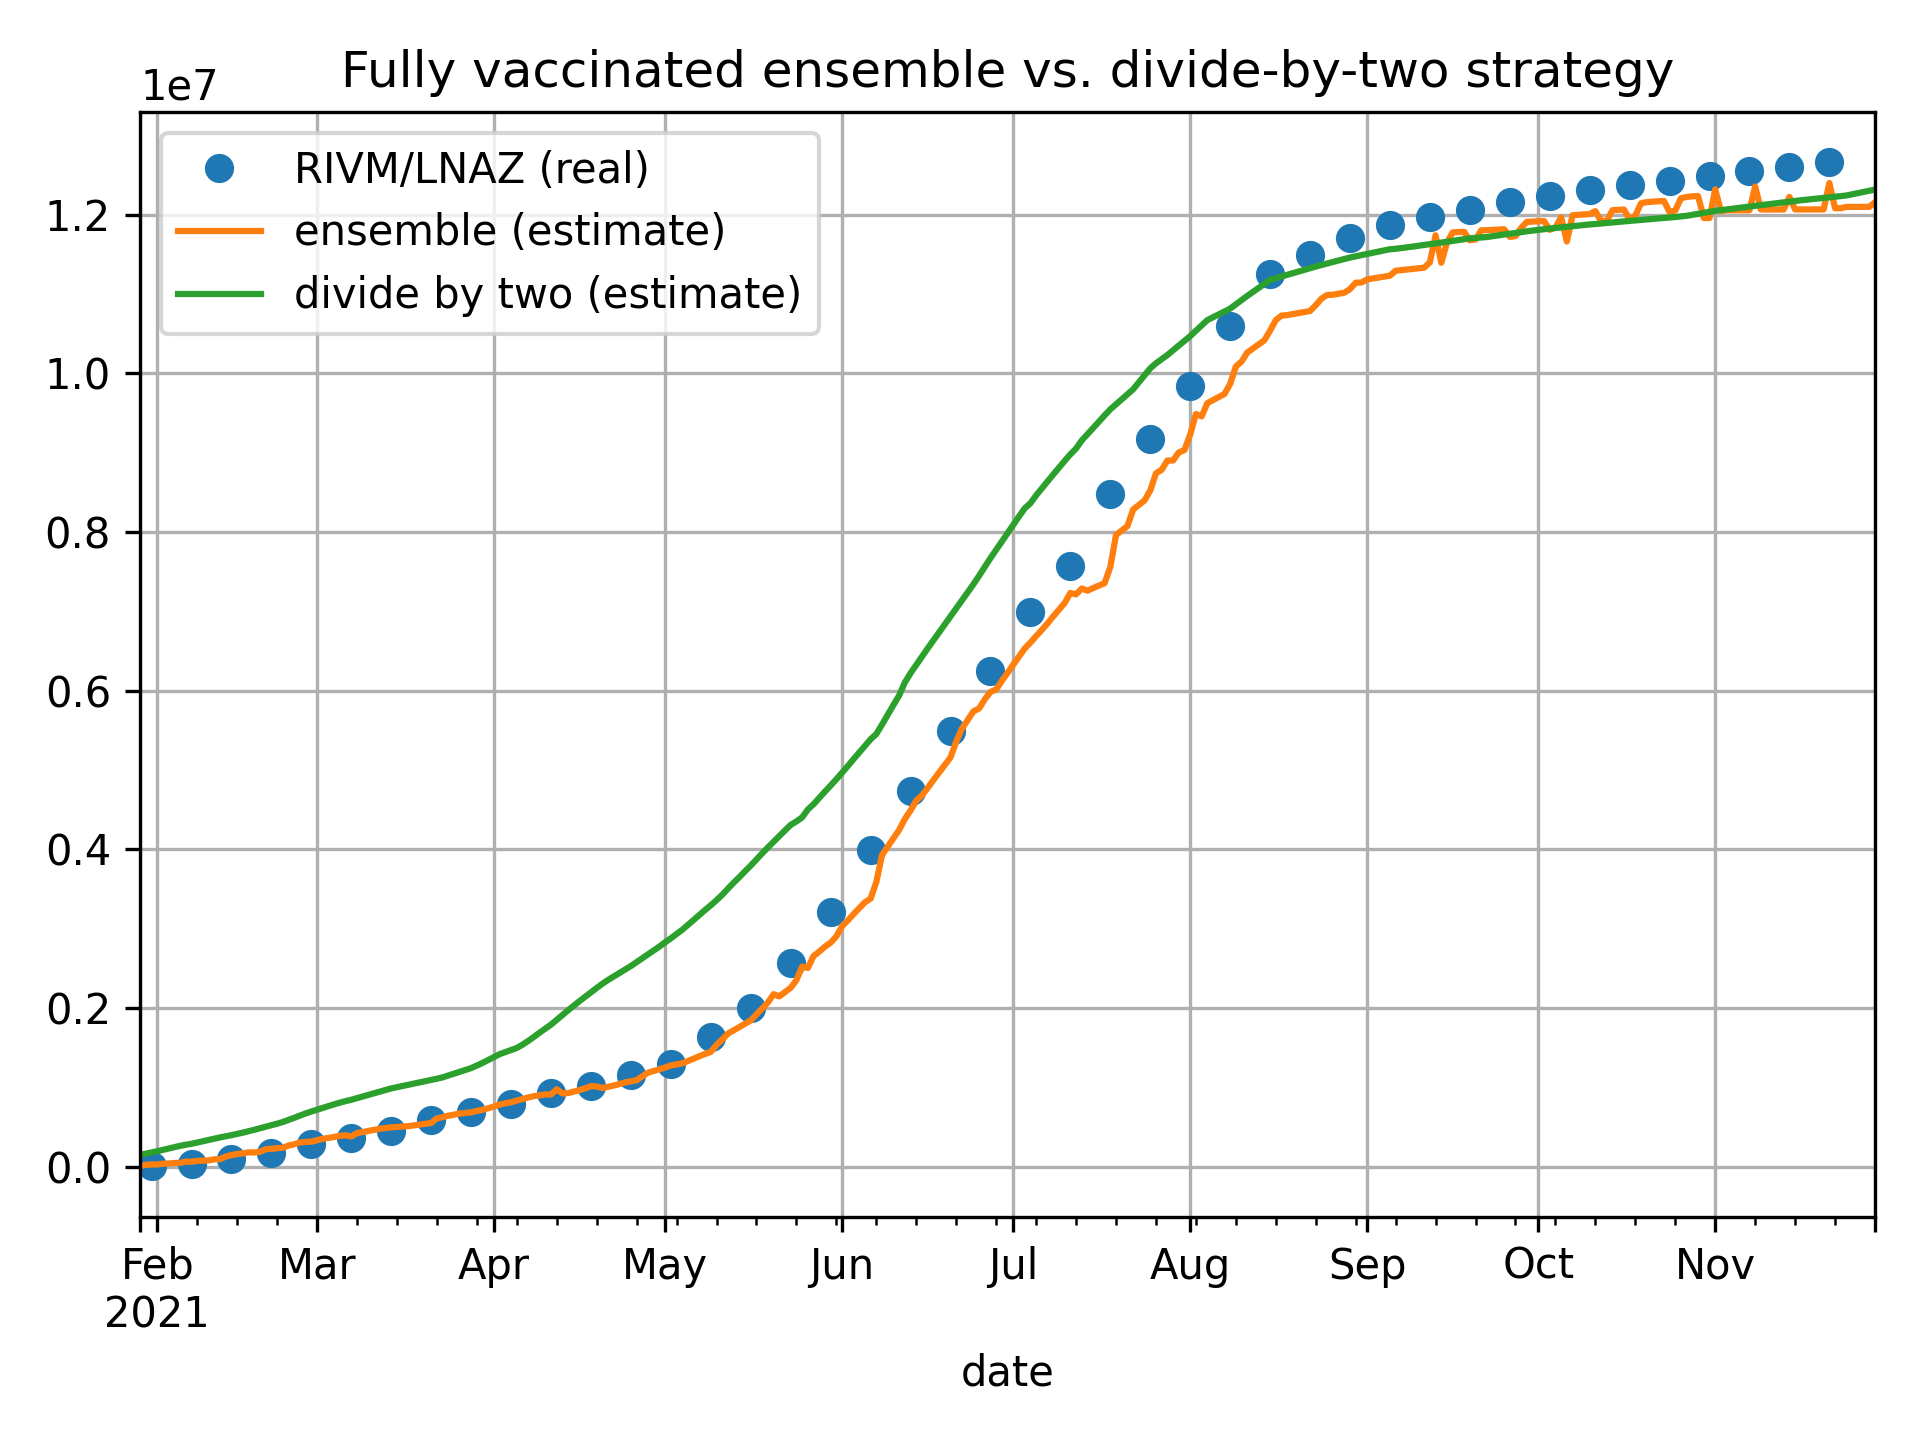 Fully vaccinated ensemble vs. divide-by-two strategy
1e7
RIVM/LNAZ (real)
ensemble (estimate)
divide by two (estimate)
1.2
1.0
0.8
0.6
0.4
0.2
0.0
Feb Mar Apr May Jun Jul Aug Sep Oct Nov
2021
date